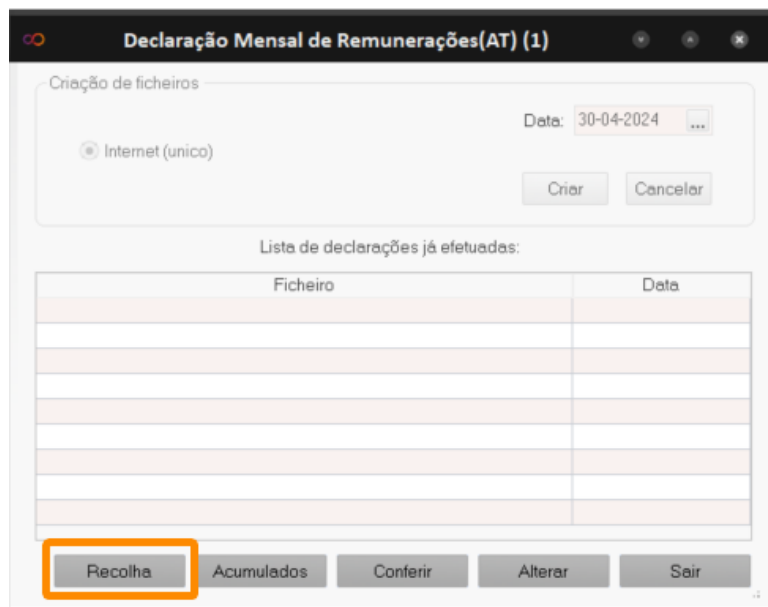 Declaração Mensal de Remunerações(AT) (1)
Criação de ficheiros
Data: 30-04-2024 ...
Internet (unico)
Criar Cancelar
Lista de declarações já efetuadas:
Ficheiro Data
Recolha Acumulados Conferir Alterar Sair